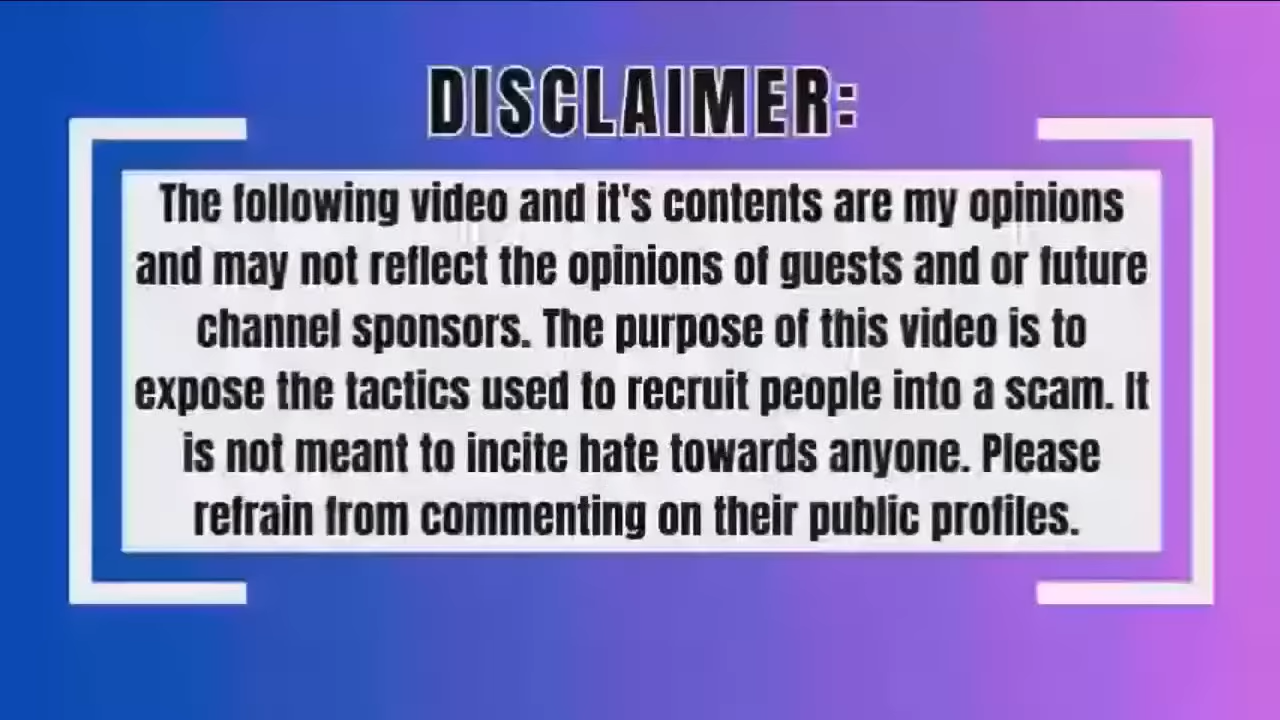 DISCLAIMER:
The following video and it's contents are my opinions
and may not reflect the opinions of guests and or future
channel sponsors. The purpose of this video is to
expose the tactics used to recruit people into a scam. It
is not meant to incite hate towards anyone. Please
refrain from commenting on their public profiles.